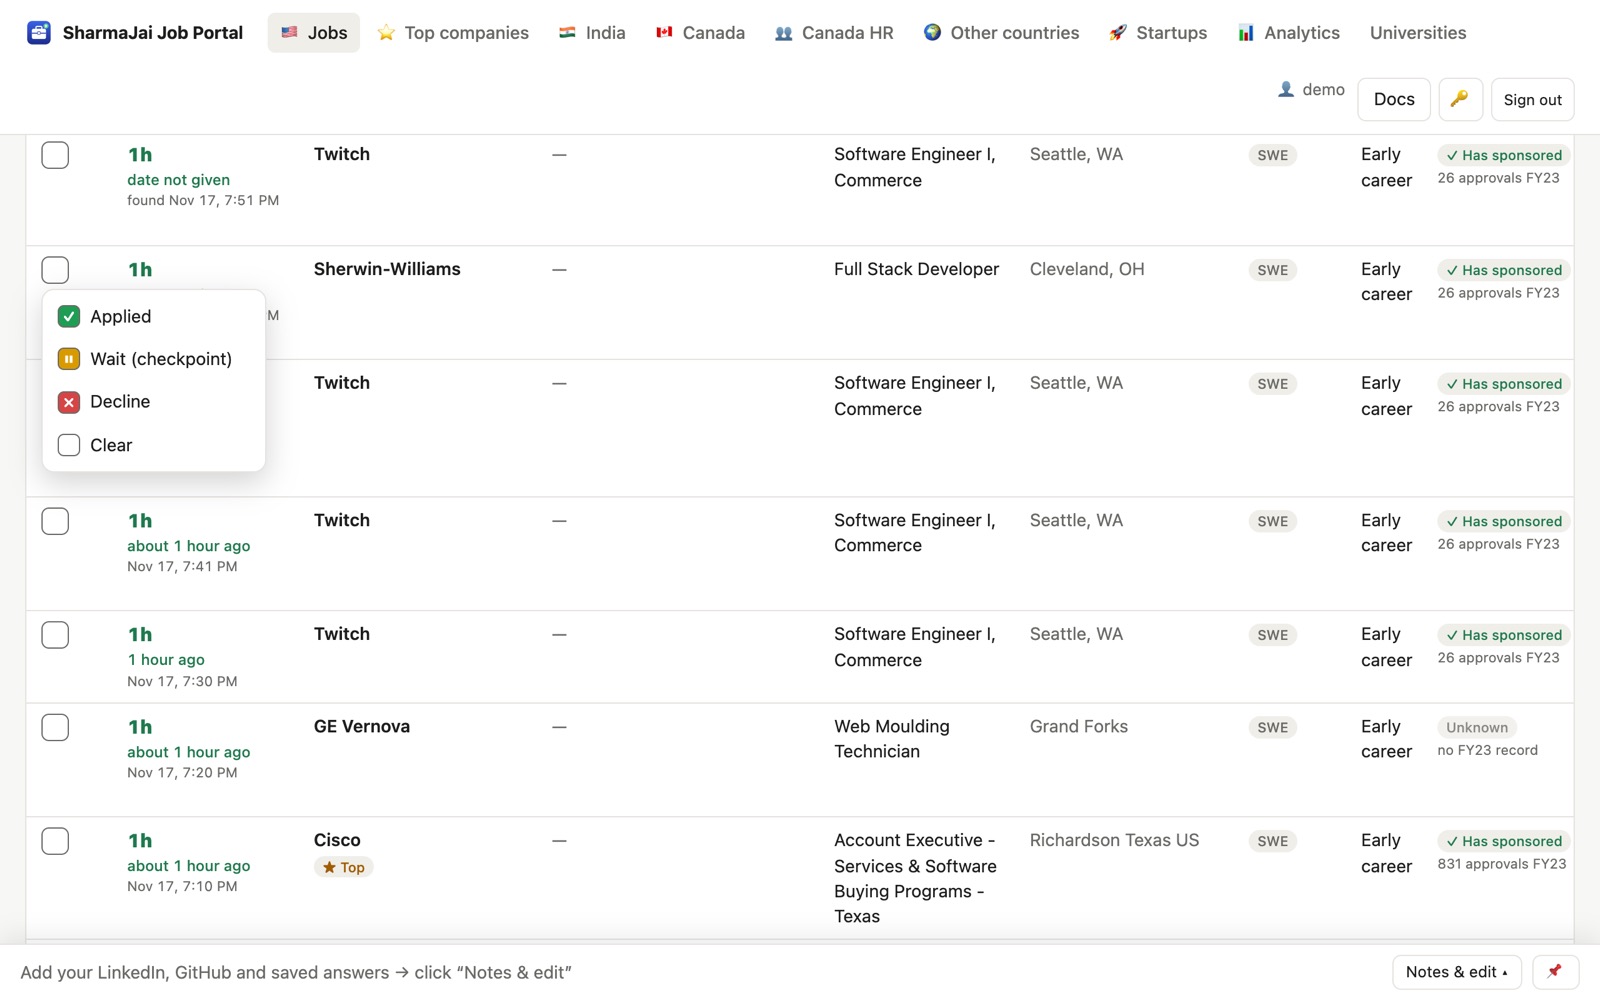 SharmaJai Job Portal
Jobs
Top companies
India
Canada
Canada HR
Other countries
Startups
Analytics
Universities
demo
Docs
Sign out
1h
date not given
found Nov 17, 7:51 PM
Twitch
—
Software Engineer I,
Commerce
Seattle, WA
SWE
Early
career
✓ Has sponsored
26 approvals FY23
1h
M
Sherwin-Williams
—
Full Stack Developer
Cleveland, OH
SWE
Early
career
✓ Has sponsored
26 approvals FY23
Applied
Wait (checkpoint)
Decline
Clear
Twitch
—
Software Engineer I,
Commerce
Seattle, WA
SWE
Early
career
✓ Has sponsored
26 approvals FY23
1h
about 1 hour ago
Nov 17, 7:41 PM
Twitch
—
Software Engineer I,
Commerce
Seattle, WA
SWE
Early
career
✓ Has sponsored
26 approvals FY23
1h
1 hour ago
Nov 17, 7:30 PM
Twitch
—
Software Engineer I,
Commerce
Seattle, WA
SWE
Early
career
✓ Has sponsored
26 approvals FY23
1h
about 1 hour ago
Nov 17, 7:20 PM
GE Vernova
—
Web Moulding
Technician
Grand Forks
SWE
Early
career
Unknown
no FY23 record
1h
about 1 hour ago
Nov 17, 7:10 PM
Cisco
★ Top
—
Account Executive -
Services & Software
Buying Programs -
Texas
Richardson Texas US
SWE
Early
career
✓ Has sponsored
831 approvals FY23
Add your LinkedIn, GitHub and saved answers → click “Notes & edit”
Notes & edit ▴